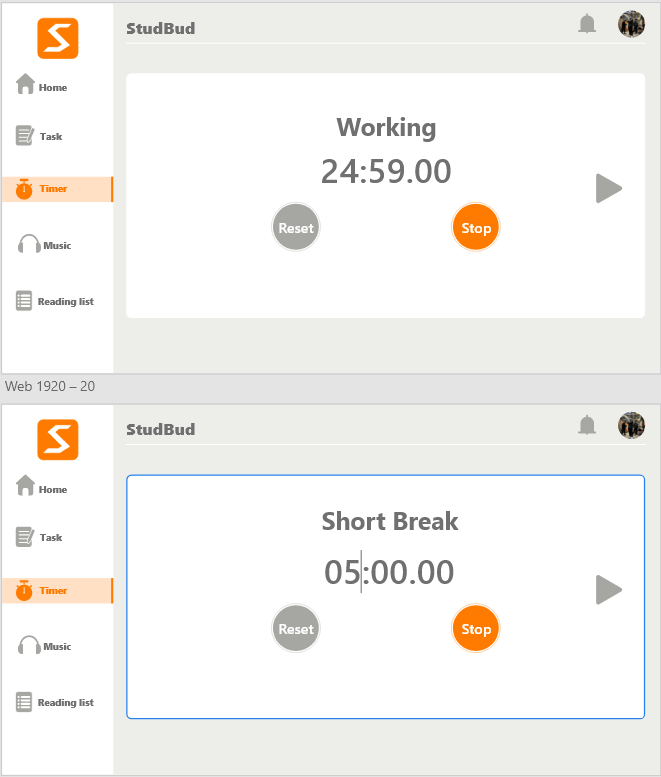 StudBud
Home
Task
Timer
Music
Reading list
Working
24:59.00
Reset
Stop
Web 1920 – 20
StudBud
Home
Task
Timer
Music
Reading list
Short Break
05:00.00
Reset
Stop